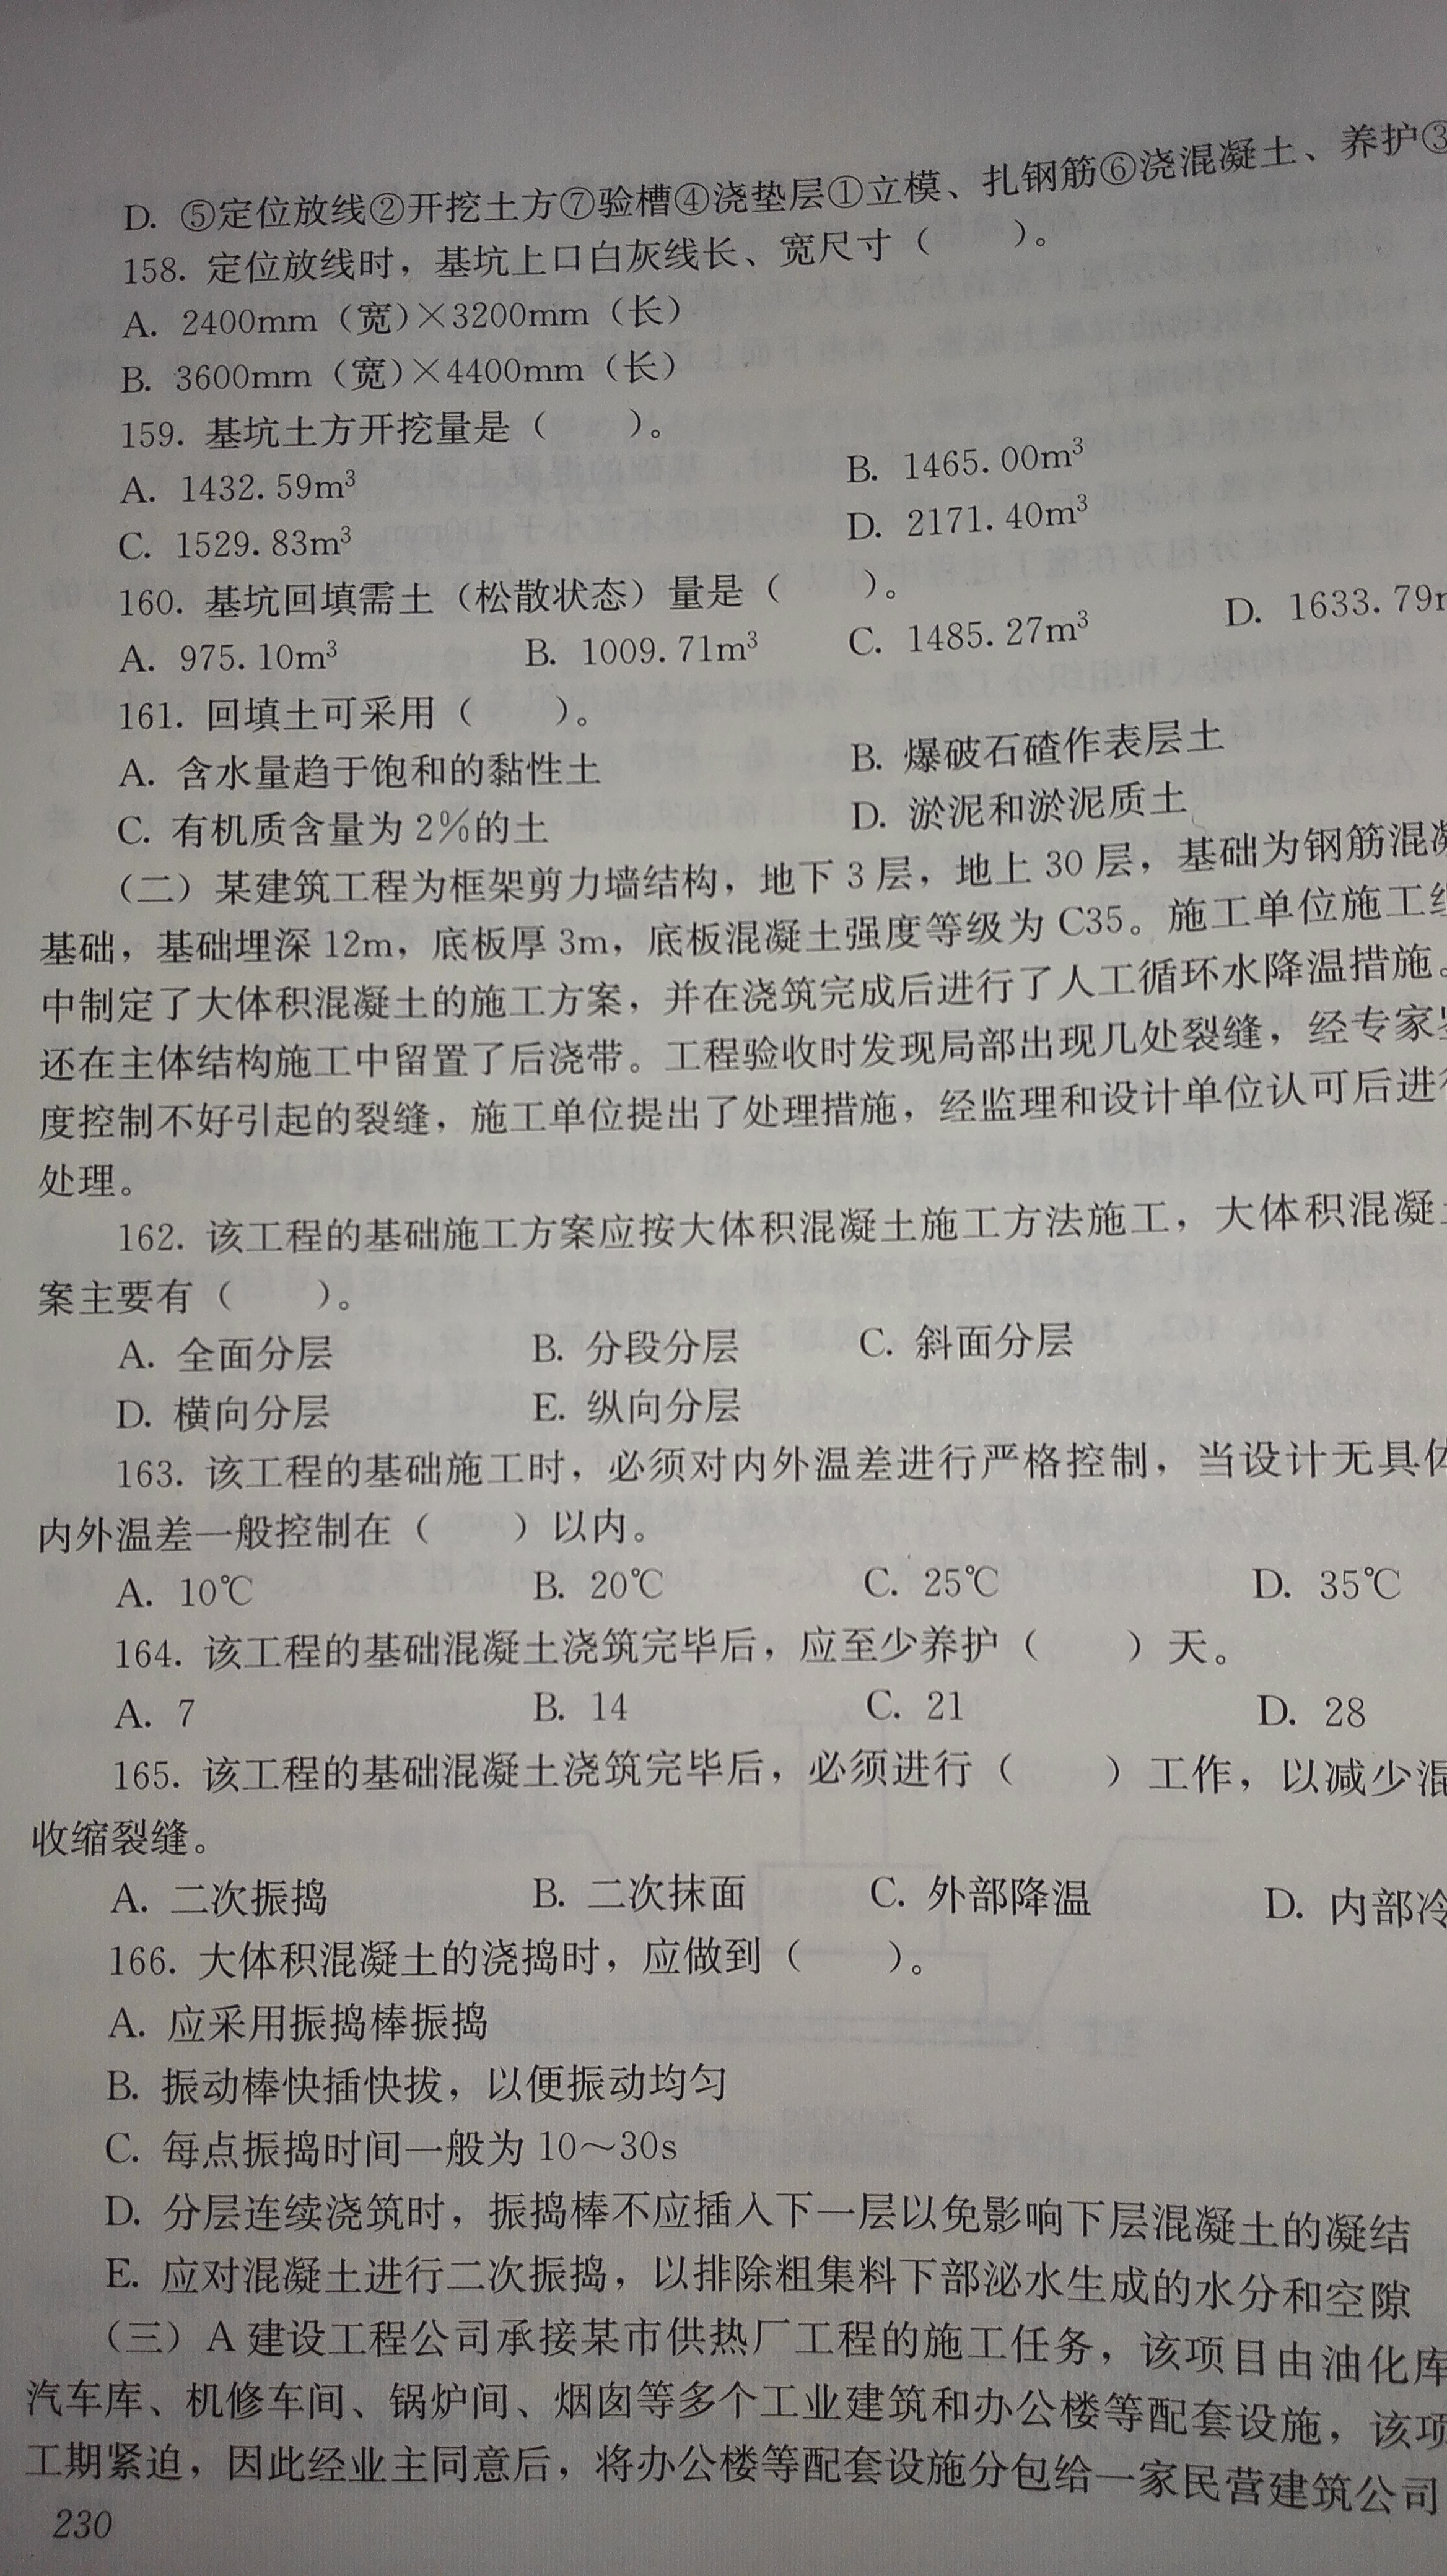 D. ⑤定位放线②开挖土方⑦验槽④浇垫层①立模、扎钢筋⑥浇混凝土、养护③
158. 定位放线时，基坑上口白灰线长、宽尺寸（　　）。
A. 2400mm（宽）×3200mm（长）
B. 3600mm（宽）×4400mm（长）
159. 基坑土方开挖量是（　　）。
A. 1432.59m³　　B. 1465.00m³
C. 1529.83m³　　D. 2171.40m³
160. 基坑回填需土（松散状态）量是（　　）。
A. 975.10m³　　B. 1009.71m³　　C. 1485.27m³　　D. 1633.79
161. 回填土可采用（　　）。
A. 含水量趋于饱和的黏性土　　B. 爆破石碴作表层土
C. 有机质含量为2%的土　　D. 淤泥和淤泥质土
（二）某建筑工程为框架剪力墙结构，地下3层，地上30层，基础为钢筋混凝
基础，基础埋深12m，底板厚3m，底板混凝土强度等级为C35。施工单位施工
中制定了大体积混凝土的施工方案，并在浇筑完成后进行了人工循环水降温措施。
还在主体结构施工中留置了后浇带。工程验收时发现局部出现几处裂缝，经专家
度控制不好引起的裂缝，施工单位提出了处理措施，经监理和设计单位认可后进行
处理。
162. 该工程的基础施工方案应按大体积混凝土施工方法施工，大体积混凝土
案主要有（　　）。
A. 全面分层　　B. 分段分层　　C. 斜面分层
D. 横向分层　　E. 纵向分层
163. 该工程的基础施工时，必须对内外温差进行严格控制，当设计无具体
内外温差一般控制在（　　）以内。
A. 10℃　　B. 20℃　　C. 25℃　　D. 35℃
164. 该工程的基础混凝土浇筑完毕后，应至少养护（　　）天。
A. 7　　B. 14　　C. 21　　D. 28
165. 该工程的基础混凝土浇筑完毕后，必须进行（　　）工作，以减少混
收缩裂缝。
A. 二次振捣　　B. 二次抹面　　C. 外部降温　　D. 内部冷
166. 大体积混凝土的浇捣时，应做到（　　）。
A. 应采用振捣棒振捣
B. 振动棒快插快拔，以便振动均匀
C. 每点振捣时间一般为10～30s
D. 分层连续浇筑时，振捣棒不应插入下一层以免影响下层混凝土的凝结
E. 应对混凝土进行二次振捣，以排除粗集料下部泌水生成的水分和空隙
（三）A建设工程公司承接某市供热厂工程的施工任务，该项目由油化库
汽车库、机修车间、锅炉间、烟囱等多个工业建筑和办公楼等配套设施，该项
工期紧迫，因此经业主同意后，将办公楼等配套设施分包给一家民营建筑公司
230